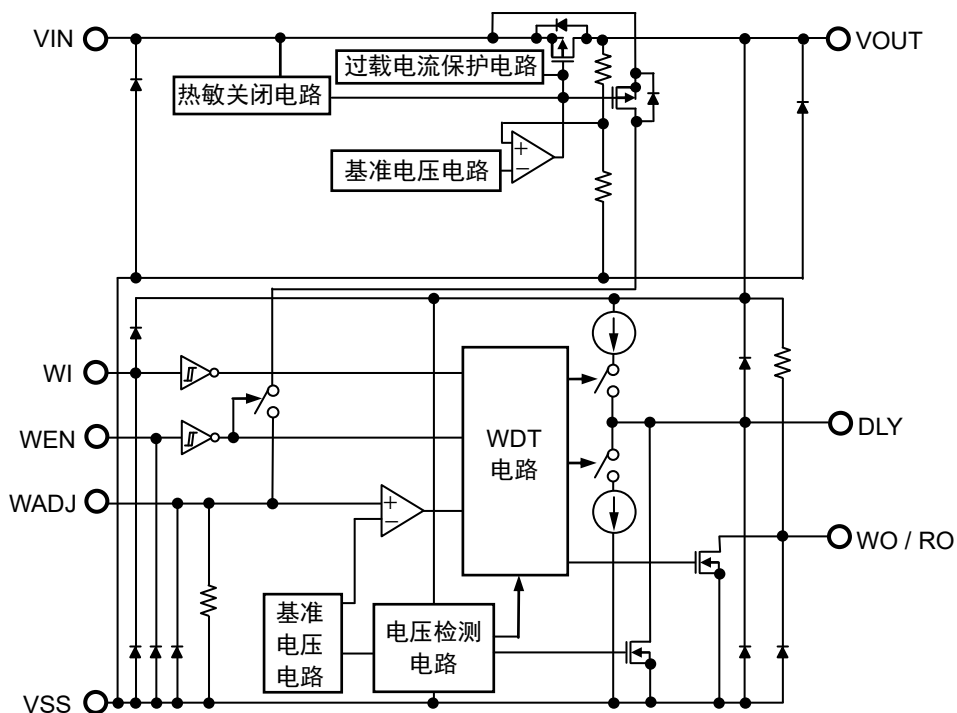 VIN
VOUT
过载电流保护电路
热敏关闭电路
基准电压电路
+
−
WI
WEN
WDT
电路
DLY
WADJ
+
−
WO / RO
基准
电压
电路
电压检测
电路
VSS